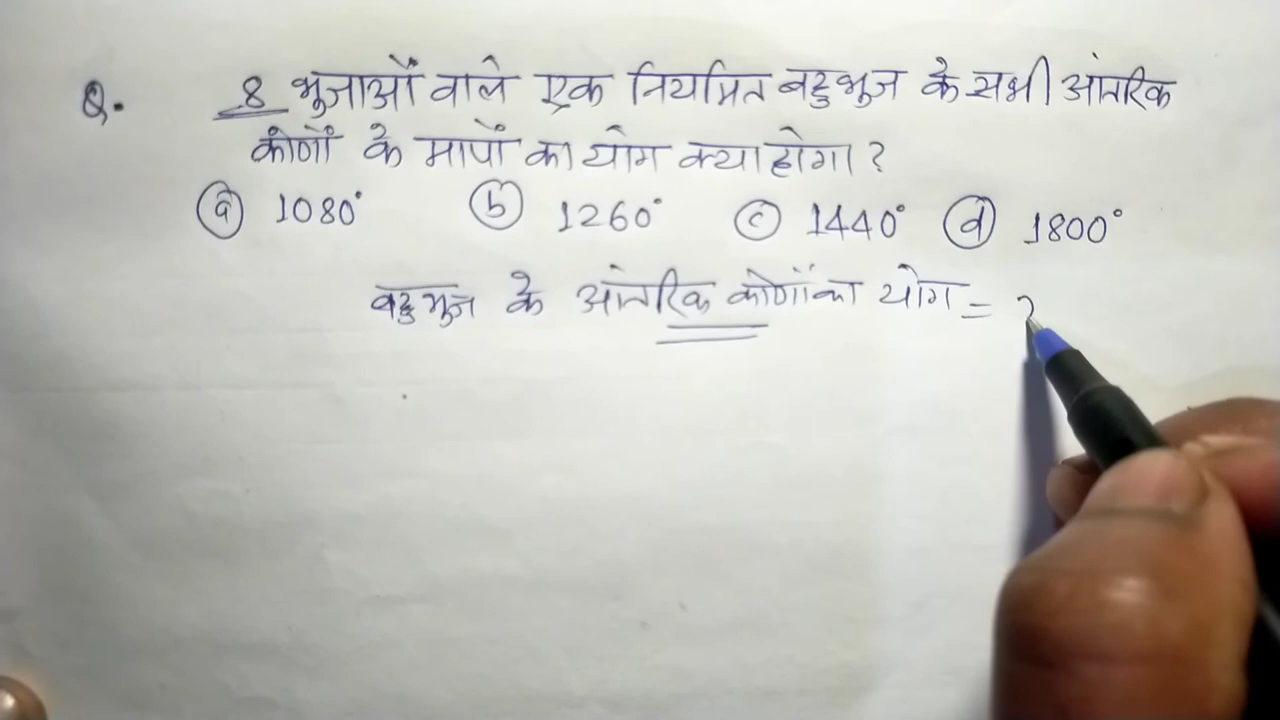 Q. 8 भुजाओं वाले एक नियमित बहुभुज के सभी आंतरिक
कोणों के मापों का योग क्या होगा ?
(a) 1080° (b) 1260° (c) 1440° (d) 1800°
बहुभुज के आंतरिक कोणों का योग =